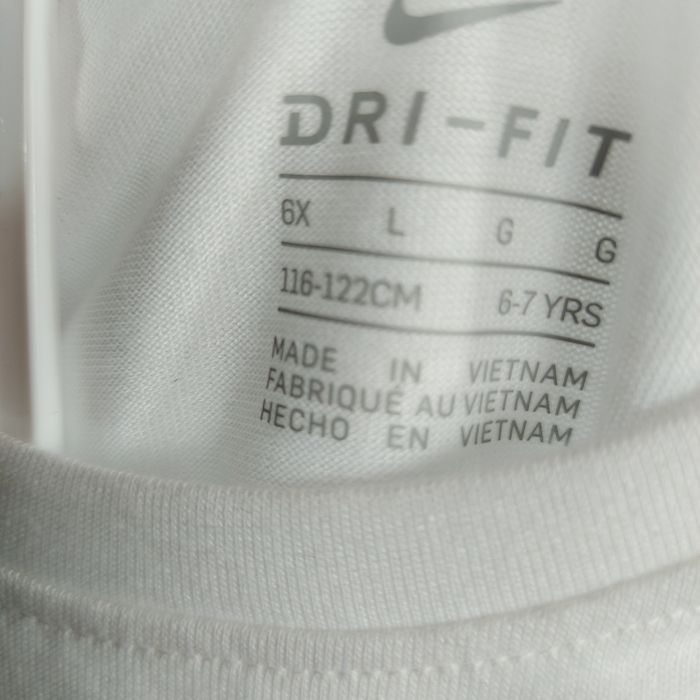 DRI-FIT
6X L G G
116-122CM 6-7 YRS
MADE IN VIETNAM
FABRIQUÉ AU VIETNAM
HECHO EN VIETNAM